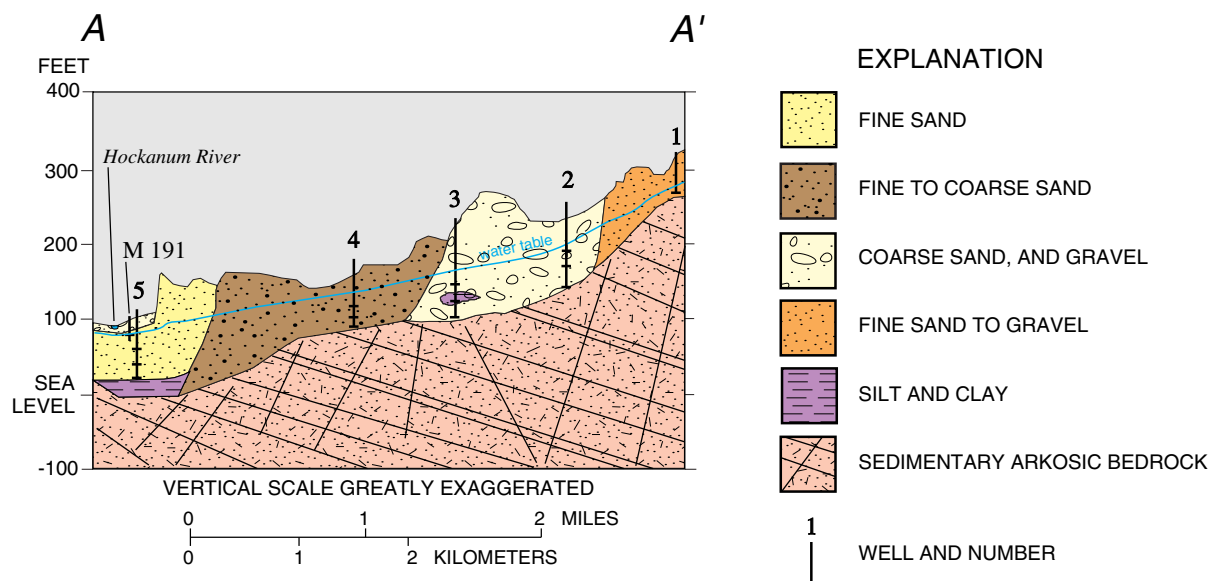 A
A'
FEET
400
300
200
100
SEA
LEVEL
-100
Hockanum River
M 191
5
4
3
2
1
water table
VERTICAL SCALE GREATLY EXAGGERATED
0 1 2 MILES
0 1 2 KILOMETERS
EXPLANATION
FINE SAND
FINE TO COARSE SAND
COARSE SAND, AND GRAVEL
FINE SAND TO GRAVEL
SILT AND CLAY
SEDIMENTARY ARKOSIC BEDROCK
1
WELL AND NUMBER